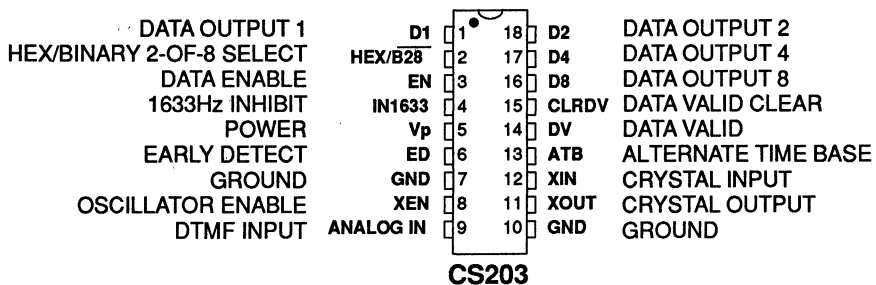 DATA OUTPUT 1 D1 1 18 D2 DATA OUTPUT 2
HEX/BINARY 2-OF-8 SELECT HEX/B28 2 17 D4 DATA OUTPUT 4
DATA ENABLE EN 3 16 D8 DATA OUTPUT 8
1633Hz INHIBIT IN1633 4 15 CLRDV DATA VALID CLEAR
POWER Vp 5 14 DV DATA VALID
EARLY DETECT ED 6 13 ATB ALTERNATE TIME BASE
GROUND GND 7 12 XIN CRYSTAL INPUT
OSCILLATOR ENABLE XEN 8 11 XOUT CRYSTAL OUTPUT
DTMF INPUT ANALOG IN 9 10 GND GROUND
CS203